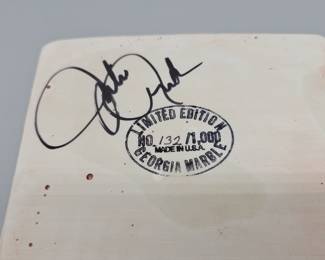 LIMITED EDITION
NO. 132/1,000
MADE IN U.S.A.
GEORGIA MARBLE